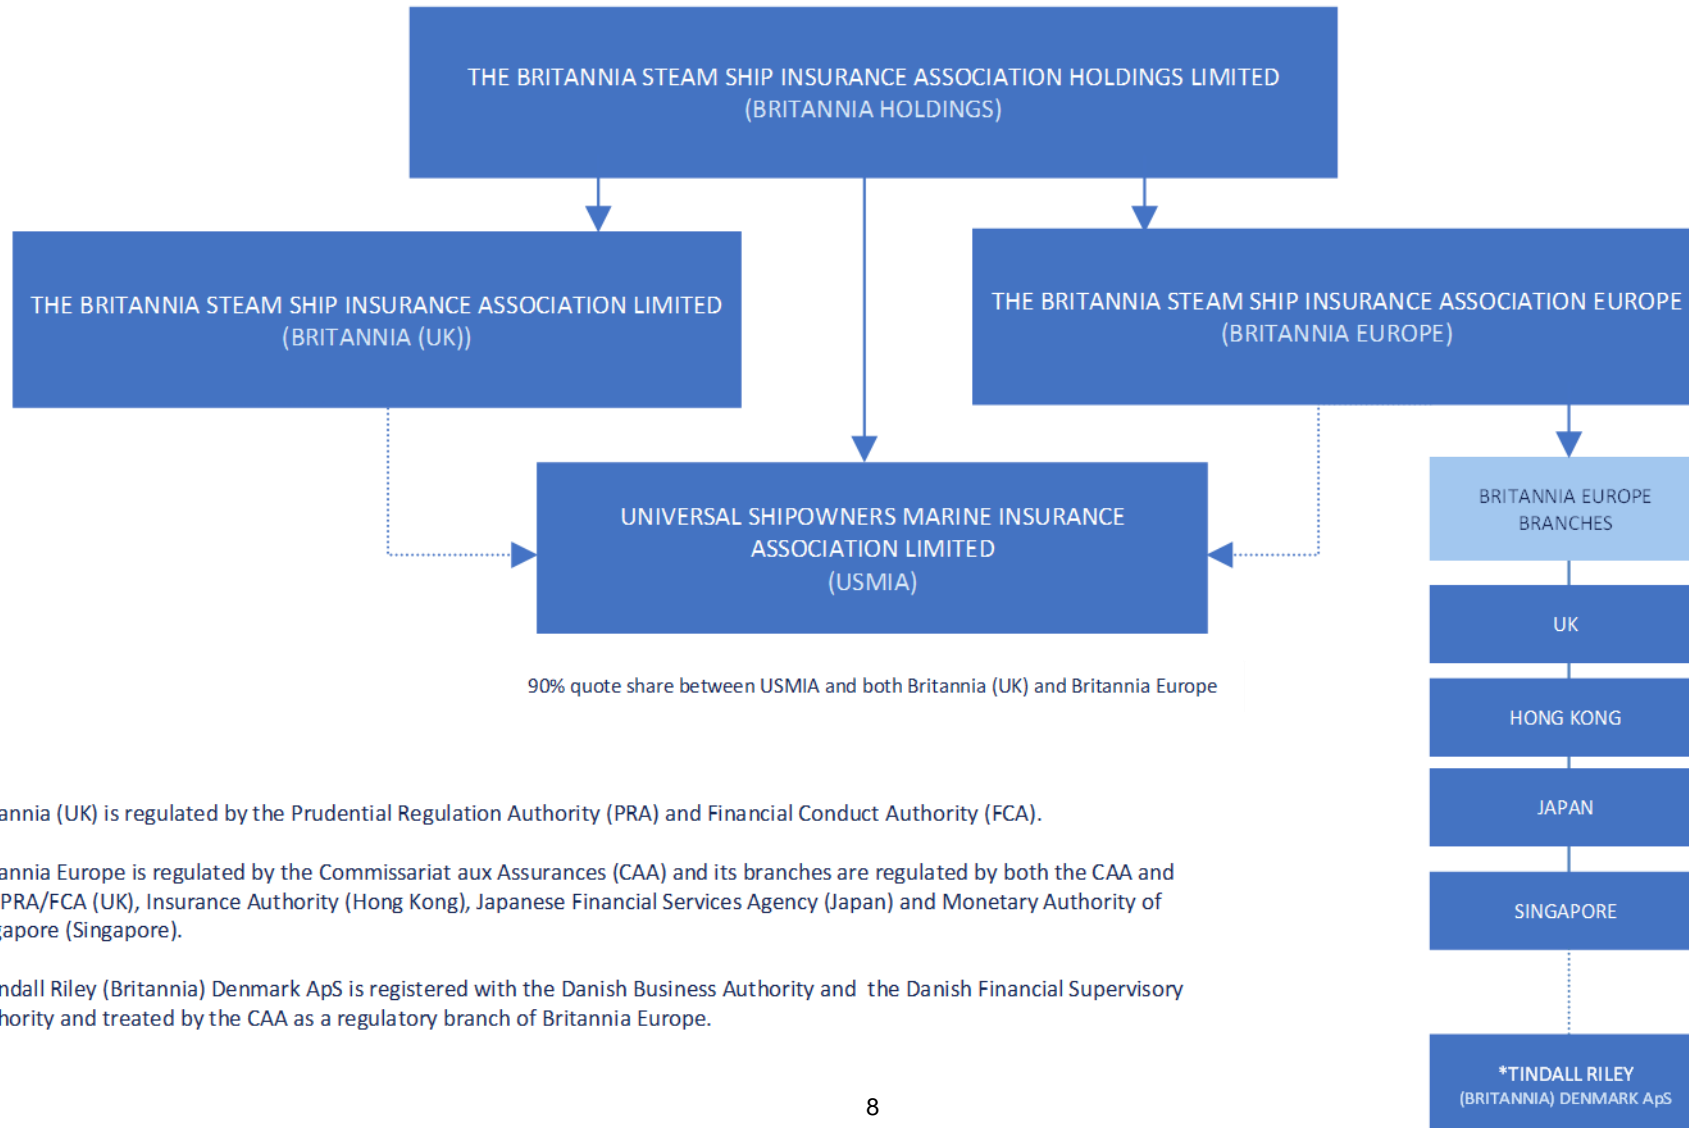 THE BRITANNIA STEAM SHIP INSURANCE ASSOCIATION HOLDINGS LIMITED
(BRITANNIA HOLDINGS)
THE BRITANNIA STEAM SHIP INSURANCE ASSOCIATION LIMITED
(BRITANNIA (UK))
THE BRITANNIA STEAM SHIP INSURANCE ASSOCIATION EUROPE
(BRITANNIA EUROPE)
UNIVERSAL SHIPOWNERS MARINE INSURANCE
ASSOCIATION LIMITED
(USMIA)
BRITANNIA EUROPE
BRANCHES
UK
HONG KONG
JAPAN
SINGAPORE
*TINDALL RILEY
(BRITANNIA) DENMARK ApS
90% quote share between USMIA and both Britannia (UK) and Britannia Europe
annia (UK) is regulated by the Prudential Regulation Authority (PRA) and Financial Conduct Authority (FCA).
annia Europe is regulated by the Commissariat aux Assurances (CAA) and its branches are regulated by both the CAA and
PRA/FCA (UK), Insurance Authority (Hong Kong), Japanese Financial Services Agency (Japan) and Monetary Authority of
gapore (Singapore).
ndall Riley (Britannia) Denmark ApS is registered with the Danish Business Authority and the Danish Financial Supervisory
hority and treated by the CAA as a regulatory branch of Britannia Europe.
8